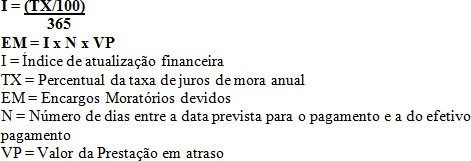 I = (TX/100)
365
EM = I x N x VP
I = Índice de atualização financeira
TX = Percentual da taxa de juros de mora anual
EM = Encargos Moratórios devidos
N = Número de dias entre a data prevista para o pagamento e a do efetivo
pagamento
VP = Valor da Prestação em atraso